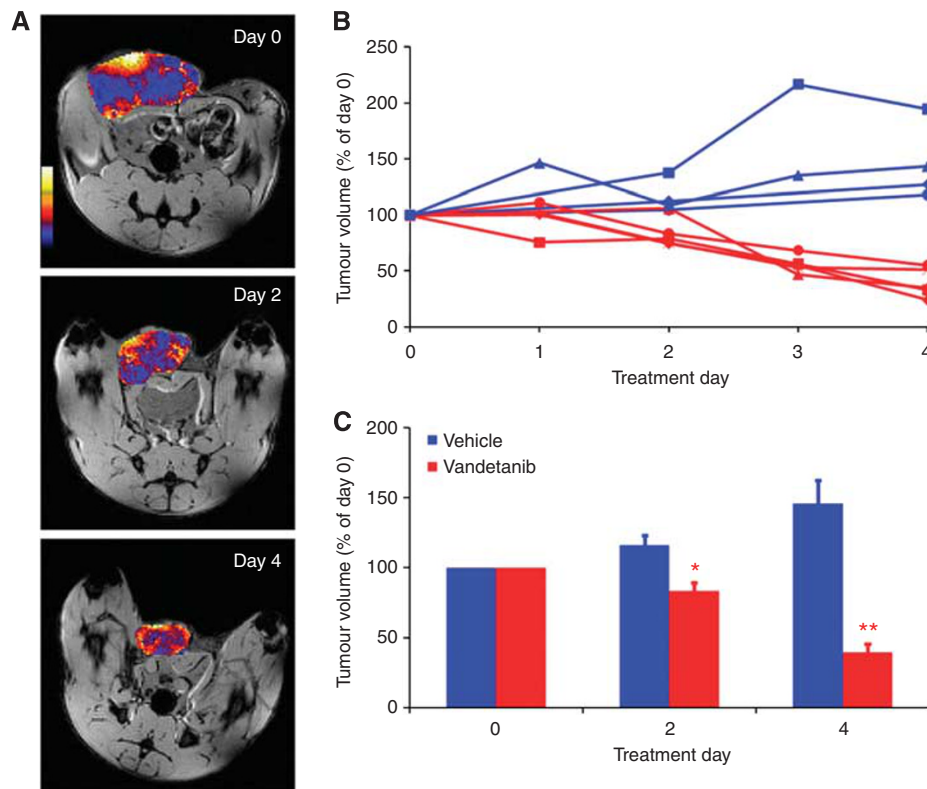 A
Day 0
Day 2
Day 4
B
Tumour volume (% of day 0)
250
200
150
100
50
0
0 1 2 3 4
Treatment day
C
Tumour volume (% of day 0)
200
150
100
50
0
Vehicle
Vandetanib
*
**
0 2 4
Treatment day